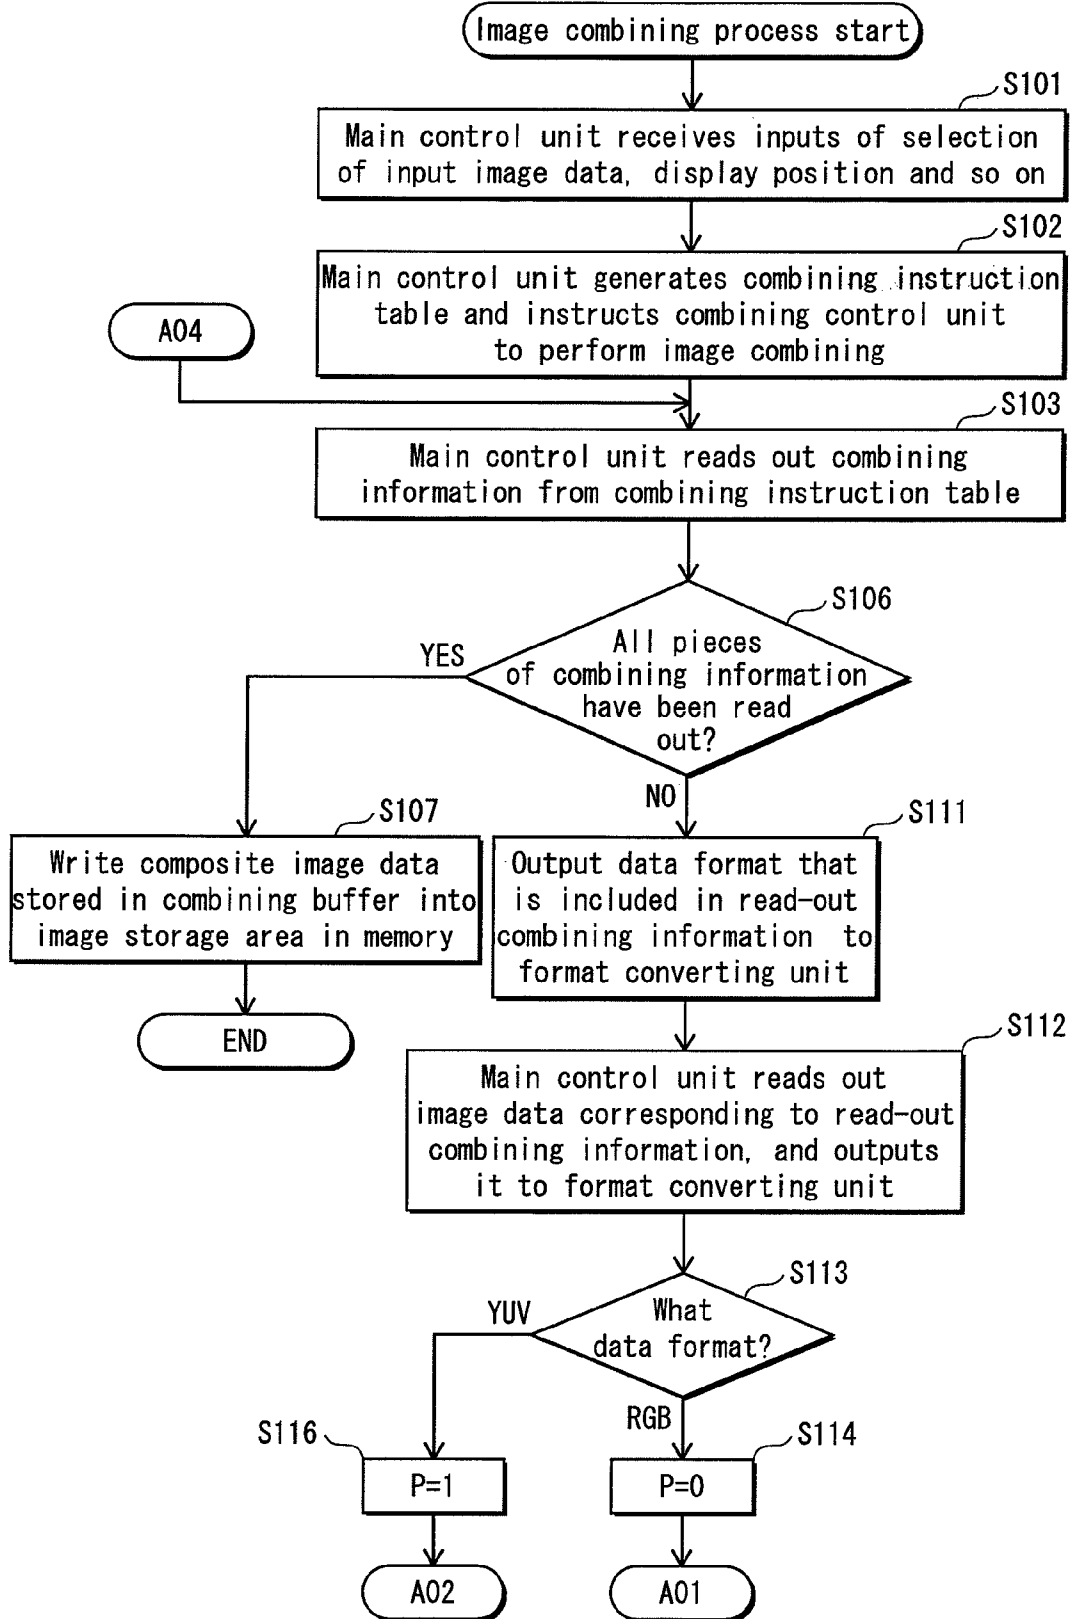 Image combining process start
S101
Main control unit receives inputs of selection
of input image data, display position and so on
S102
Main control unit generates combining instruction
table and instructs combining control unit
to perform image combining
A04
S103
Main control unit reads out combining
information from combining instruction table
S106
All pieces
of combining information
have been read
out?
YES
NO
S107
Write composite image data
stored in combining buffer into
image storage area in memory
END
S111
Output data format that
is included in read-out
combining information to
format converting unit
S112
Main control unit reads out
image data corresponding to read-out
combining information, and outputs
it to format converting unit
S113
What
data format?
YUV
RGB
S116
P=1
A02
S114
P=0
A01